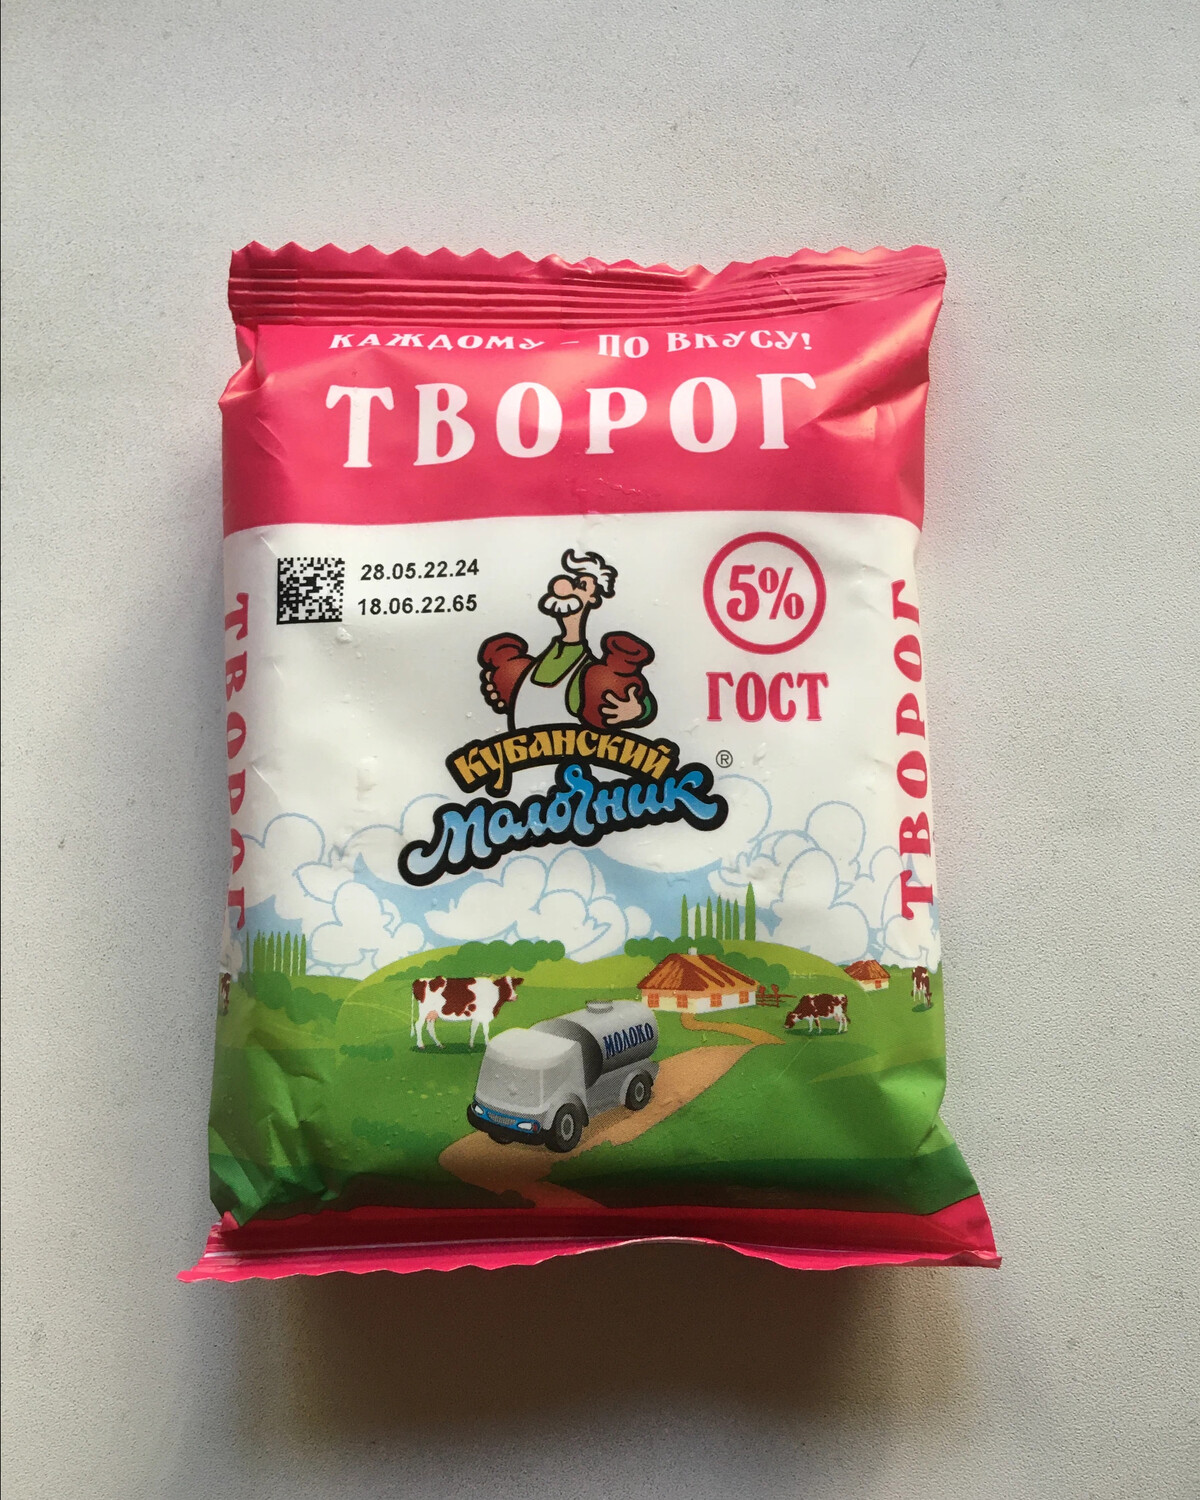 КАЖДОМУ – ПО ВКУСУ!
ТВОРОГ
28.05.22.24
18.06.22.65
5%
ГОСТ
Кубанский
Молочник ®
ТВОРОГ
ТВОРОГ
МОЛОКО